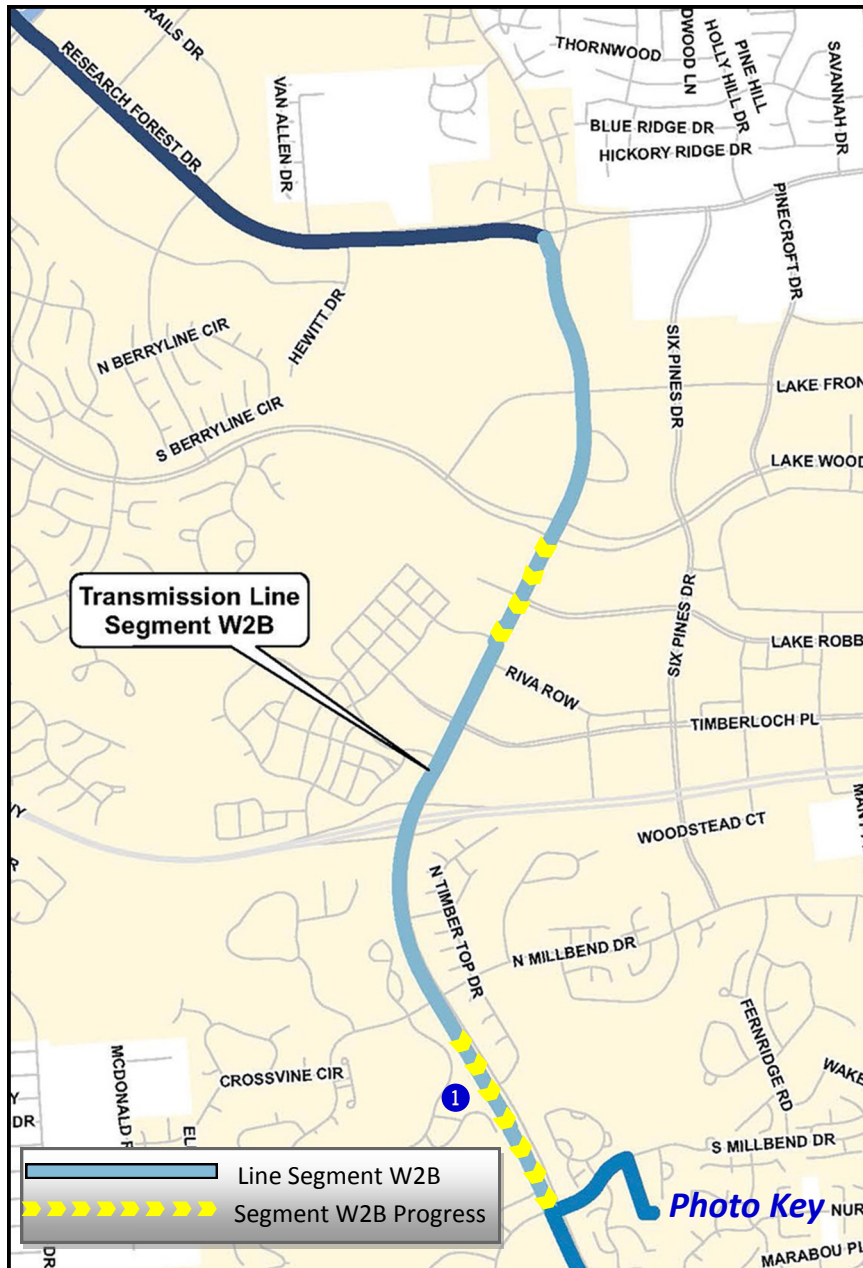 RAILS DR
RESEARCH FOREST DR
VAN ALLEN DR
THORNWOOD
DWOOD LN
HOLLY HILL DR
PINE HILL
SAVANNAH DR
BLUE RIDGE DR
HICKORY RIDGE DR
PINECROFT DR
HEWITT DR
N BERRYLINE CIR
S BERRYLINE CIR
SIX PINES DR
LAKE FRON
LAKE WOOD
Transmission Line
Segment W2B
SIX PINES DR
LAKE ROBB
RIVA ROW
TIMBERLOCH PL
WOODSTEAD CT
N TIMBER TOP DR
N MILLBEND DR
FERNRIDGE RD
WAKE
MCDONALD R
CROSSVINE CIR
1
Y
DR
EL
S MILLBEND DR
Line Segment W2B
Segment W2B Progress
Photo Key
NUR
MARABOU PL
DR